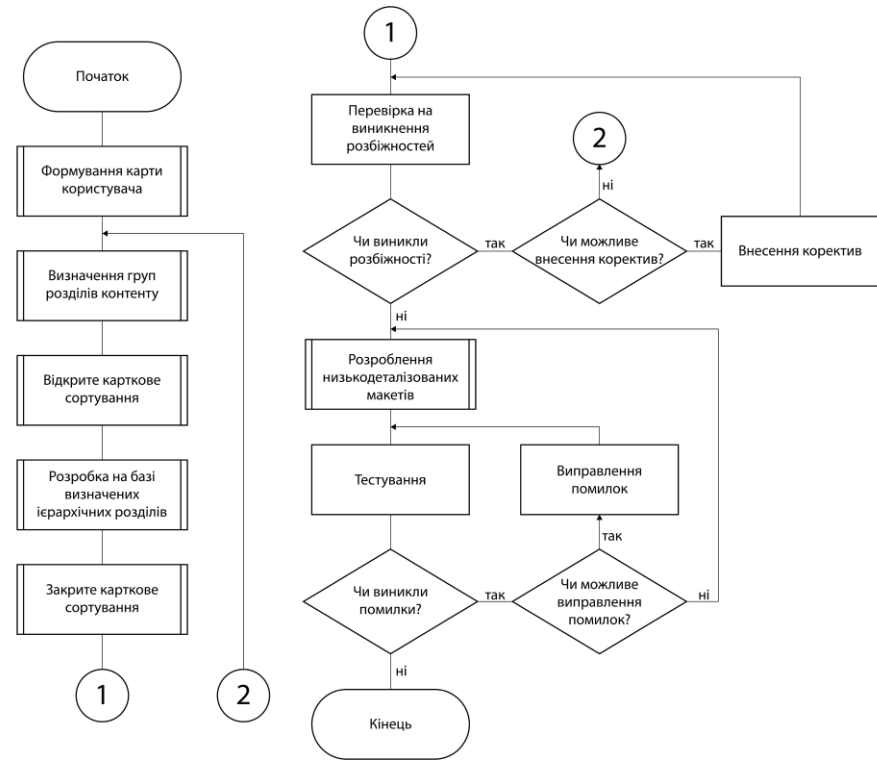 Початок
Формування карти
користувача
Визначення груп
розділів контенту
Відкрите карткове
сортування
Розробка на базі
визначених
ієрархічних розділів
Закрите карткове
сортування
1
2
1
Перевірка на
виникнення
розбіжностей
2
ні
Чи виникли
розбіжності?
так
Чи можливе
внесення коректив?
так
Внесення коректив
ні
Розроблення
низькодеталізованих
макетів
Тестування
Виправлення
помилок
так
Чи виникли
помилки?
так
Чи можливе
виправлення
помилок?
ні
ні
Кінець